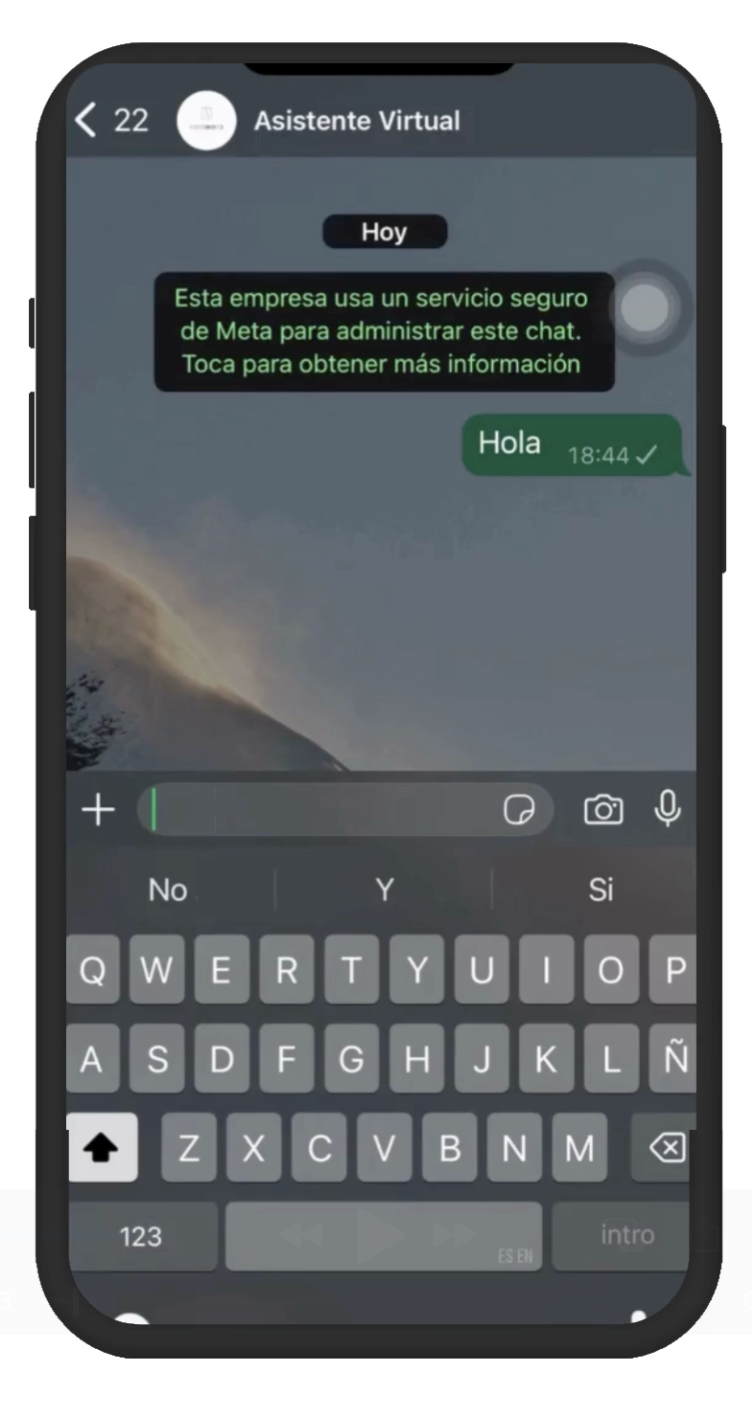 22
Asistente Virtual
Hoy
Esta empresa usa un servicio seguro
de Meta para administrar este chat.
Toca para obtener más información
Hola 18:44
No Y Si
Q W E R T Y U I O P
A S D F G H J K L Ñ
Z X C V B N M
123 ES EN intro